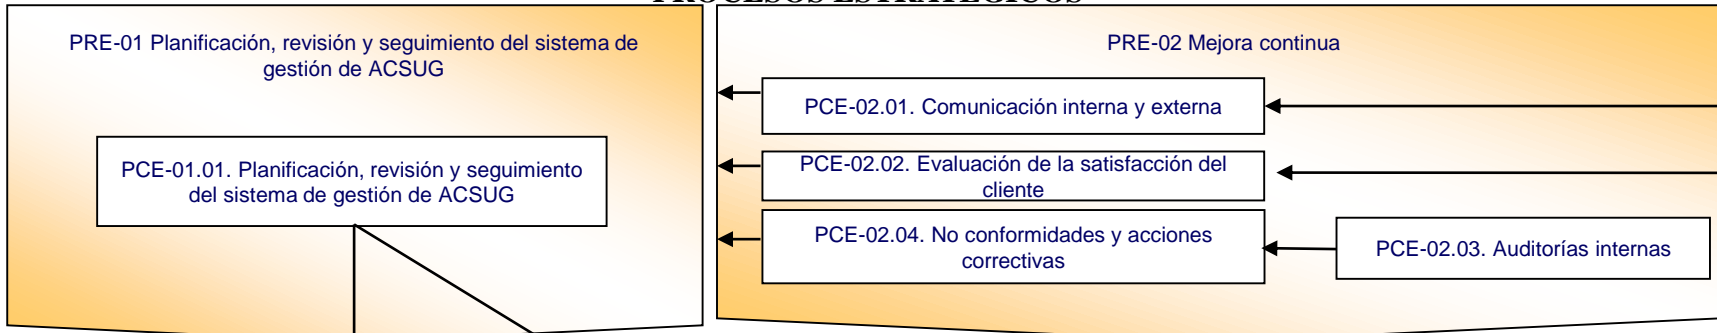 PROCESOS ESTRATÉGICOS
PRE-01 Planificación, revisión y seguimiento del sistema de
gestión de ACSUG
PCE-01.01. Planificación, revisión y seguimiento
del sistema de gestión de ACSUG
PRE-02 Mejora continua
PCE-02.01. Comunicación interna y externa
PCE-02.02. Evaluación de la satisfacción del
cliente
PCE-02.04. No conformidades y acciones
correctivas
PCE-02.03. Auditorías internas